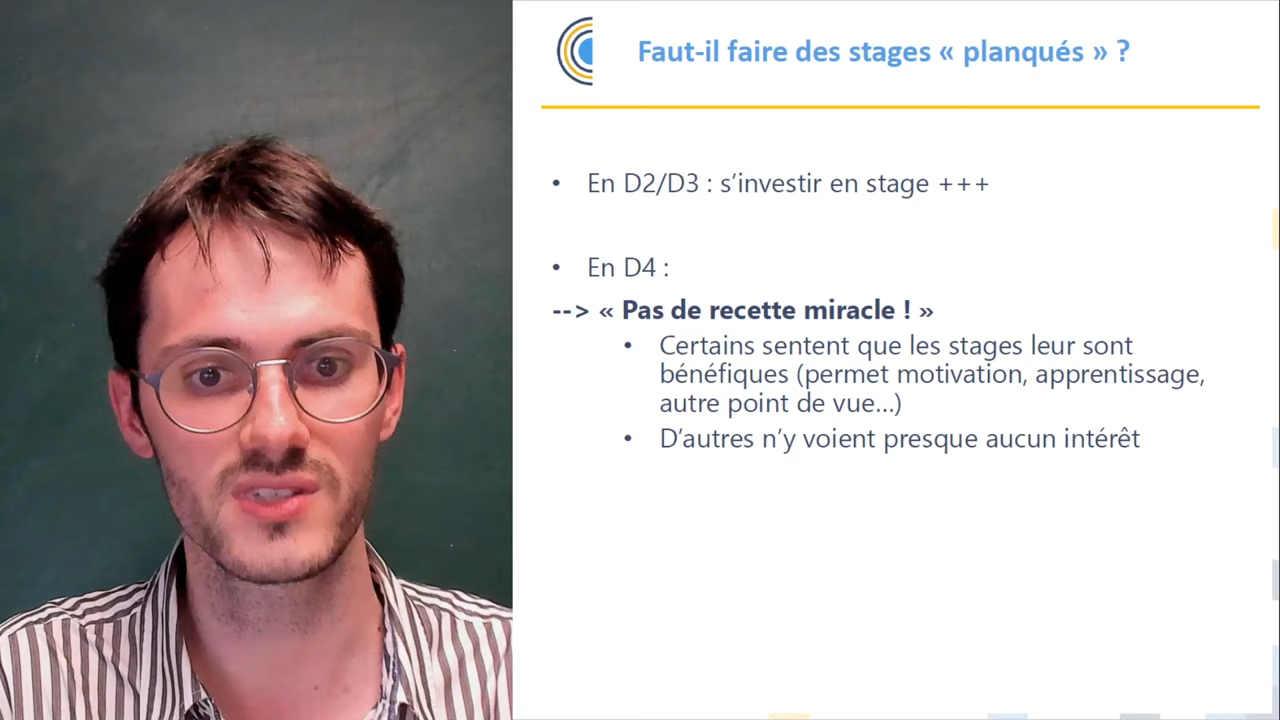 Faut-il faire des stages « planqués » ?
• En D2/D3 : s’investir en stage +++
• En D4 :
--> « Pas de recette miracle ! »
• Certains sentent que les stages leur sont
bénéfiques (permet motivation, apprentissage,
autre point de vue…)
• D’autres n’y voient presque aucun intérêt